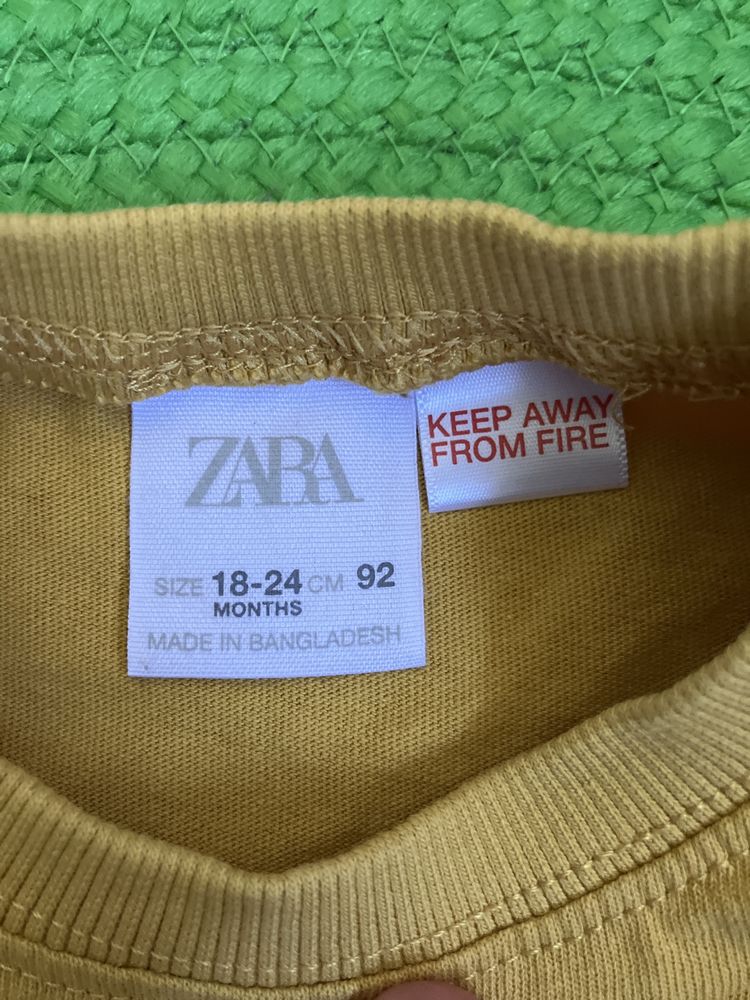 ZARA
SIZE 18-24 CM 92
MONTHS
MADE IN BANGLADESH
KEEP AWAY
FROM FIRE